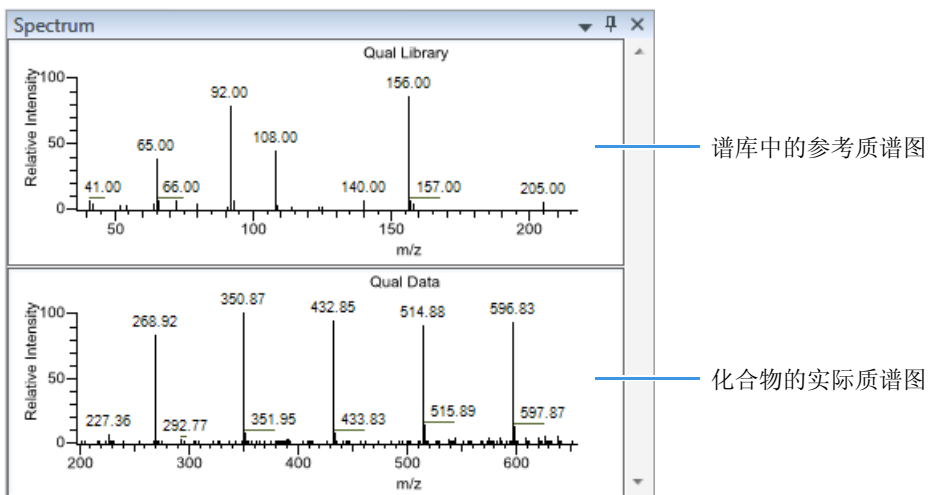 Spectrum
Qual Library
Relative Intensity
100
50
0
41.00
65.00
66.00
92.00
108.00
140.00
156.00
157.00
205.00
50 100 150 200
m/z
谱库中的参考质谱图
Qual Data
Relative Intensity
100
50
0
227.36
268.92
292.77
350.87
351.95
432.85
433.83
514.88
515.89
596.83
597.87
200 300 400 500 600
m/z
化合物的实际质谱图